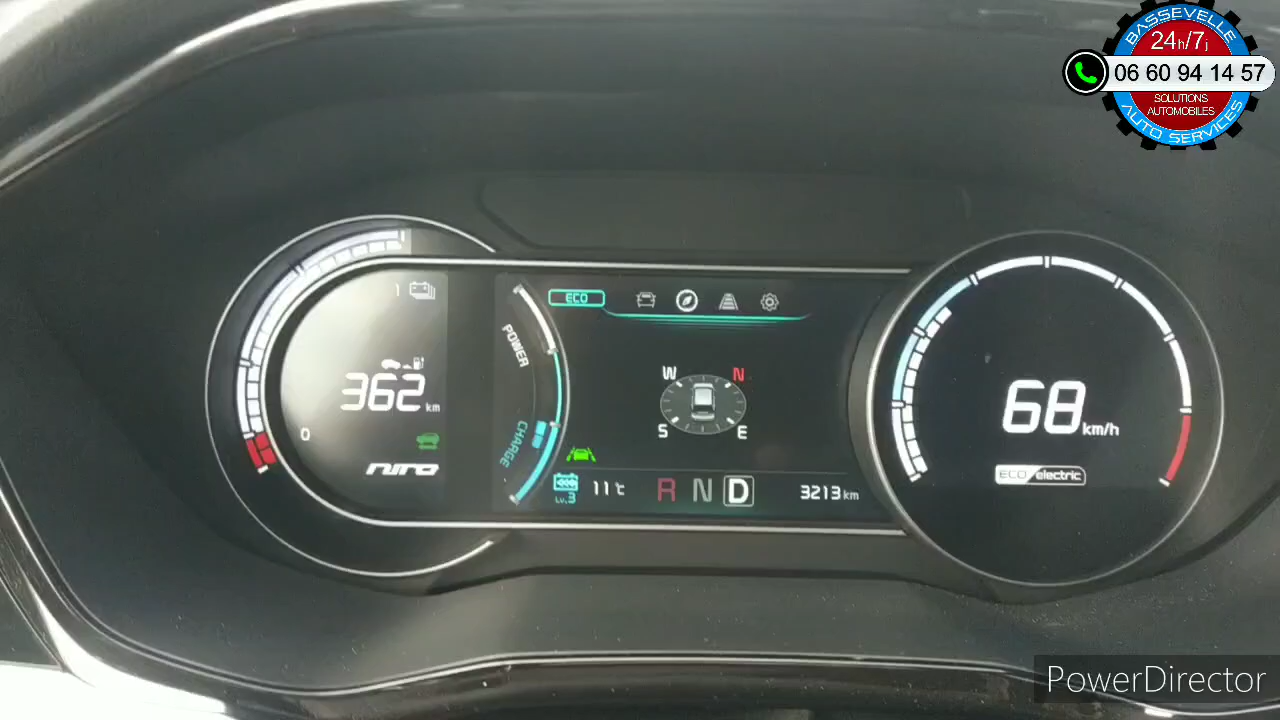 BASSEVELLE
24h/7j
06 60 94 14 57
SOLUTIONS
AUTOMOBILES
AUTO SERVICES
1
ECO
POWER
W N
362 km
68 km/h
S E
0
CHARGE
niro
ECO electric
Lv.3
11°C
R N D
3213 km
PowerDirector